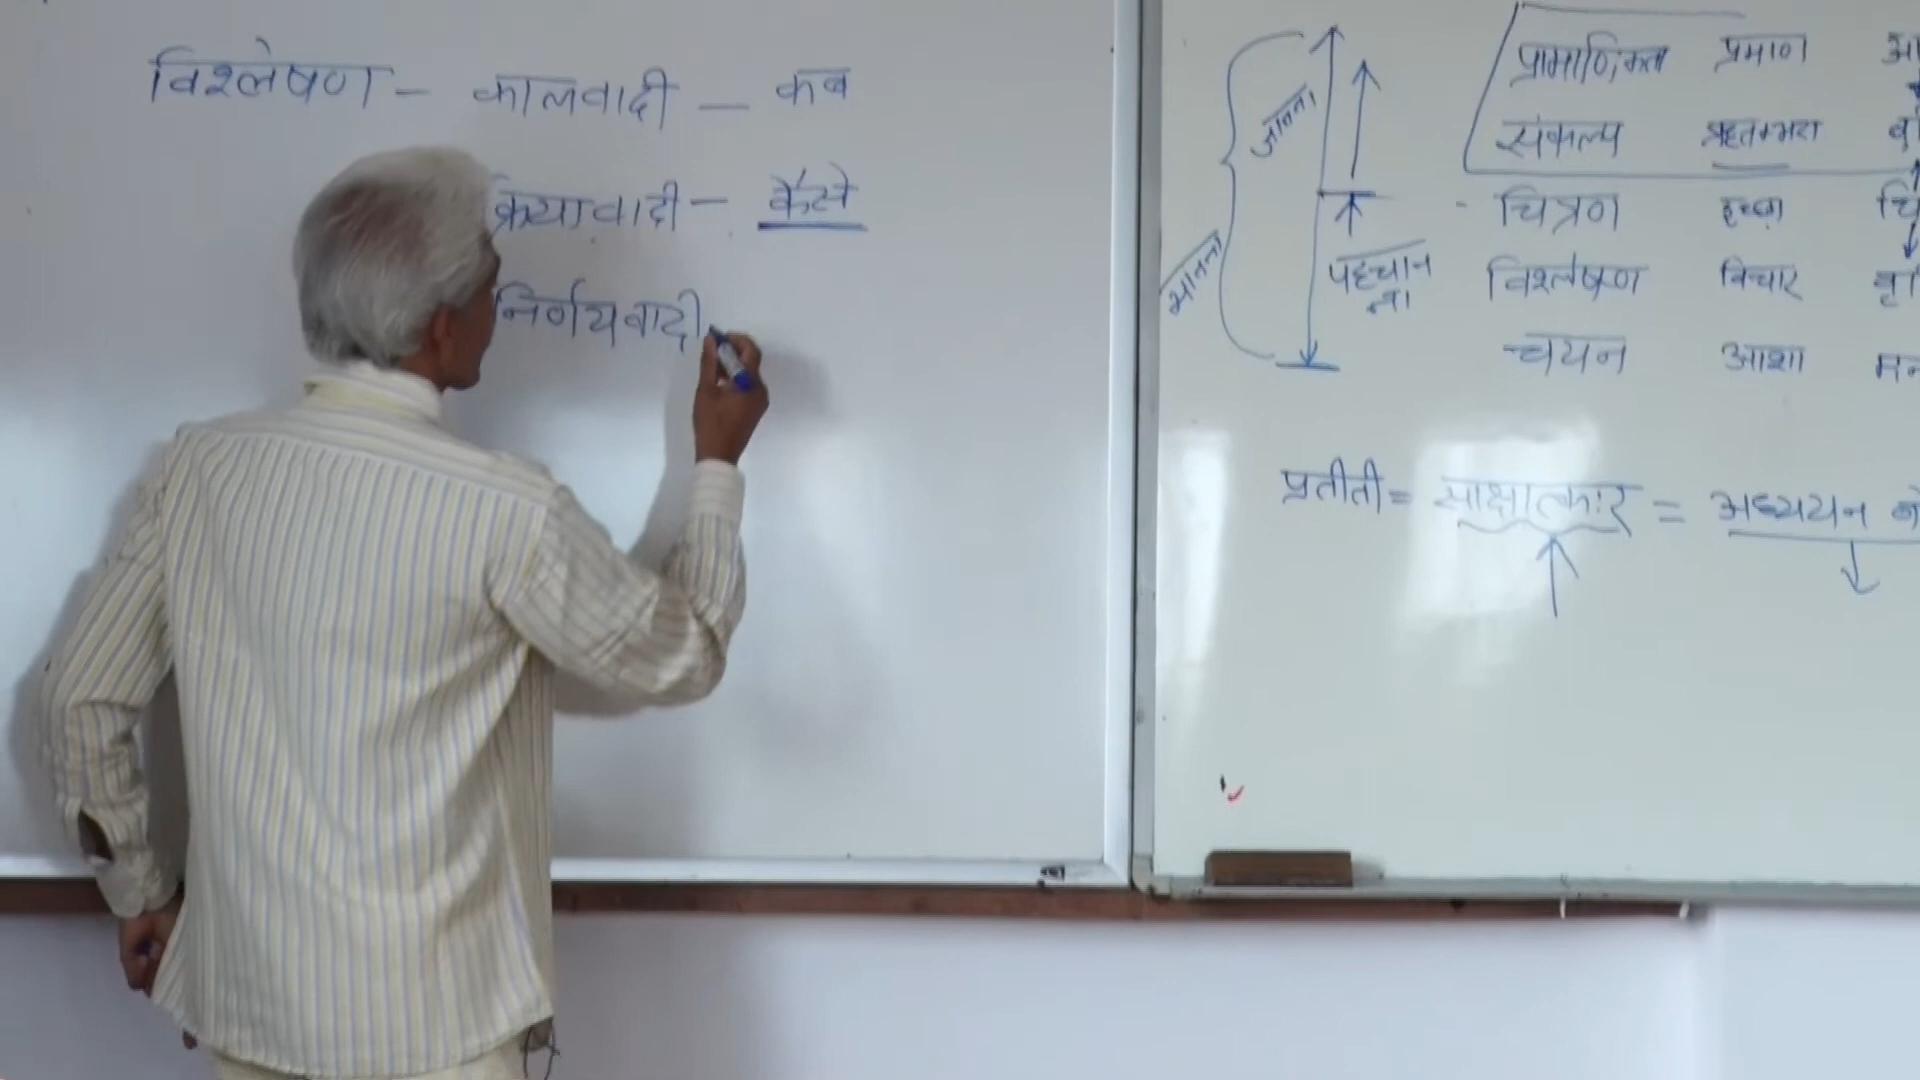 विश्लेषण – कालवादी – कब
क्रियावादी – कैसे
निर्णयवादी
जानना
मानना
पहचान
ना
प्रामाणिकता प्रमाण
संकल्प ऋतम्भरा
चित्रण इच्छा
विश्लेषण विचार
चयन आशा
प्रतीती = साक्षात्कार = अध्ययन